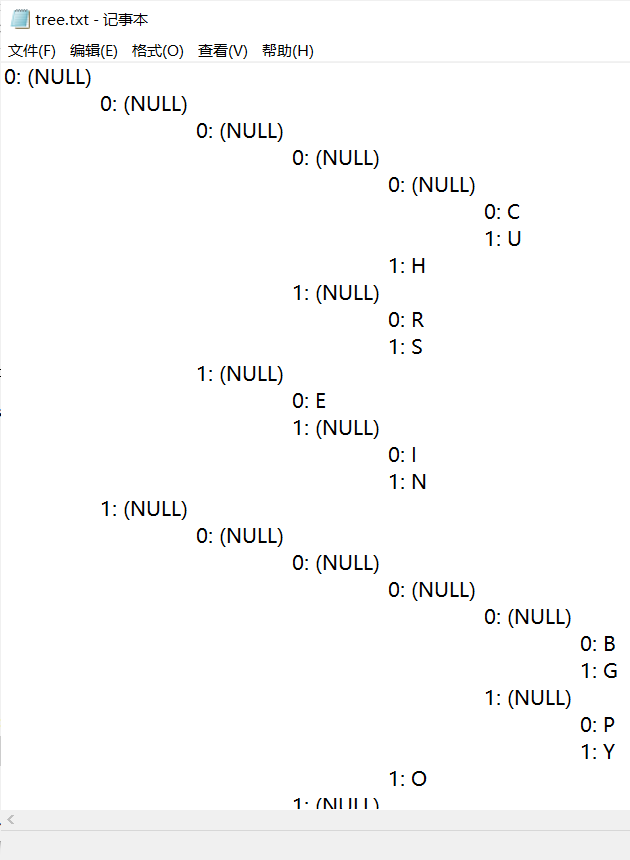 tree.txt - 记事本
文件(F) 编辑(E) 格式(O) 查看(V) 帮助(H)
0: (NULL)
0: (NULL)
0: (NULL)
0: (NULL)
0: (NULL)
0: C
1: U
1: H
1: (NULL)
0: R
1: S
1: (NULL)
0: E
1: (NULL)
0: I
1: N
1: (NULL)
0: (NULL)
0: (NULL)
0: (NULL)
0: (NULL)
0: B
1: G
1: (NULL)
0: P
1: Y
1: O
1: (NULL)